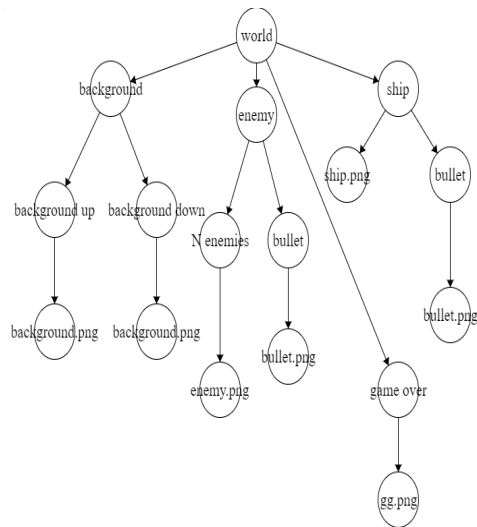 world
background
enemy
ship
ship.png
bullet
background up
background down
N enemies
bullet
background.png
background.png
bullet.png
bullet.png
enemy.png
game over
gg.png